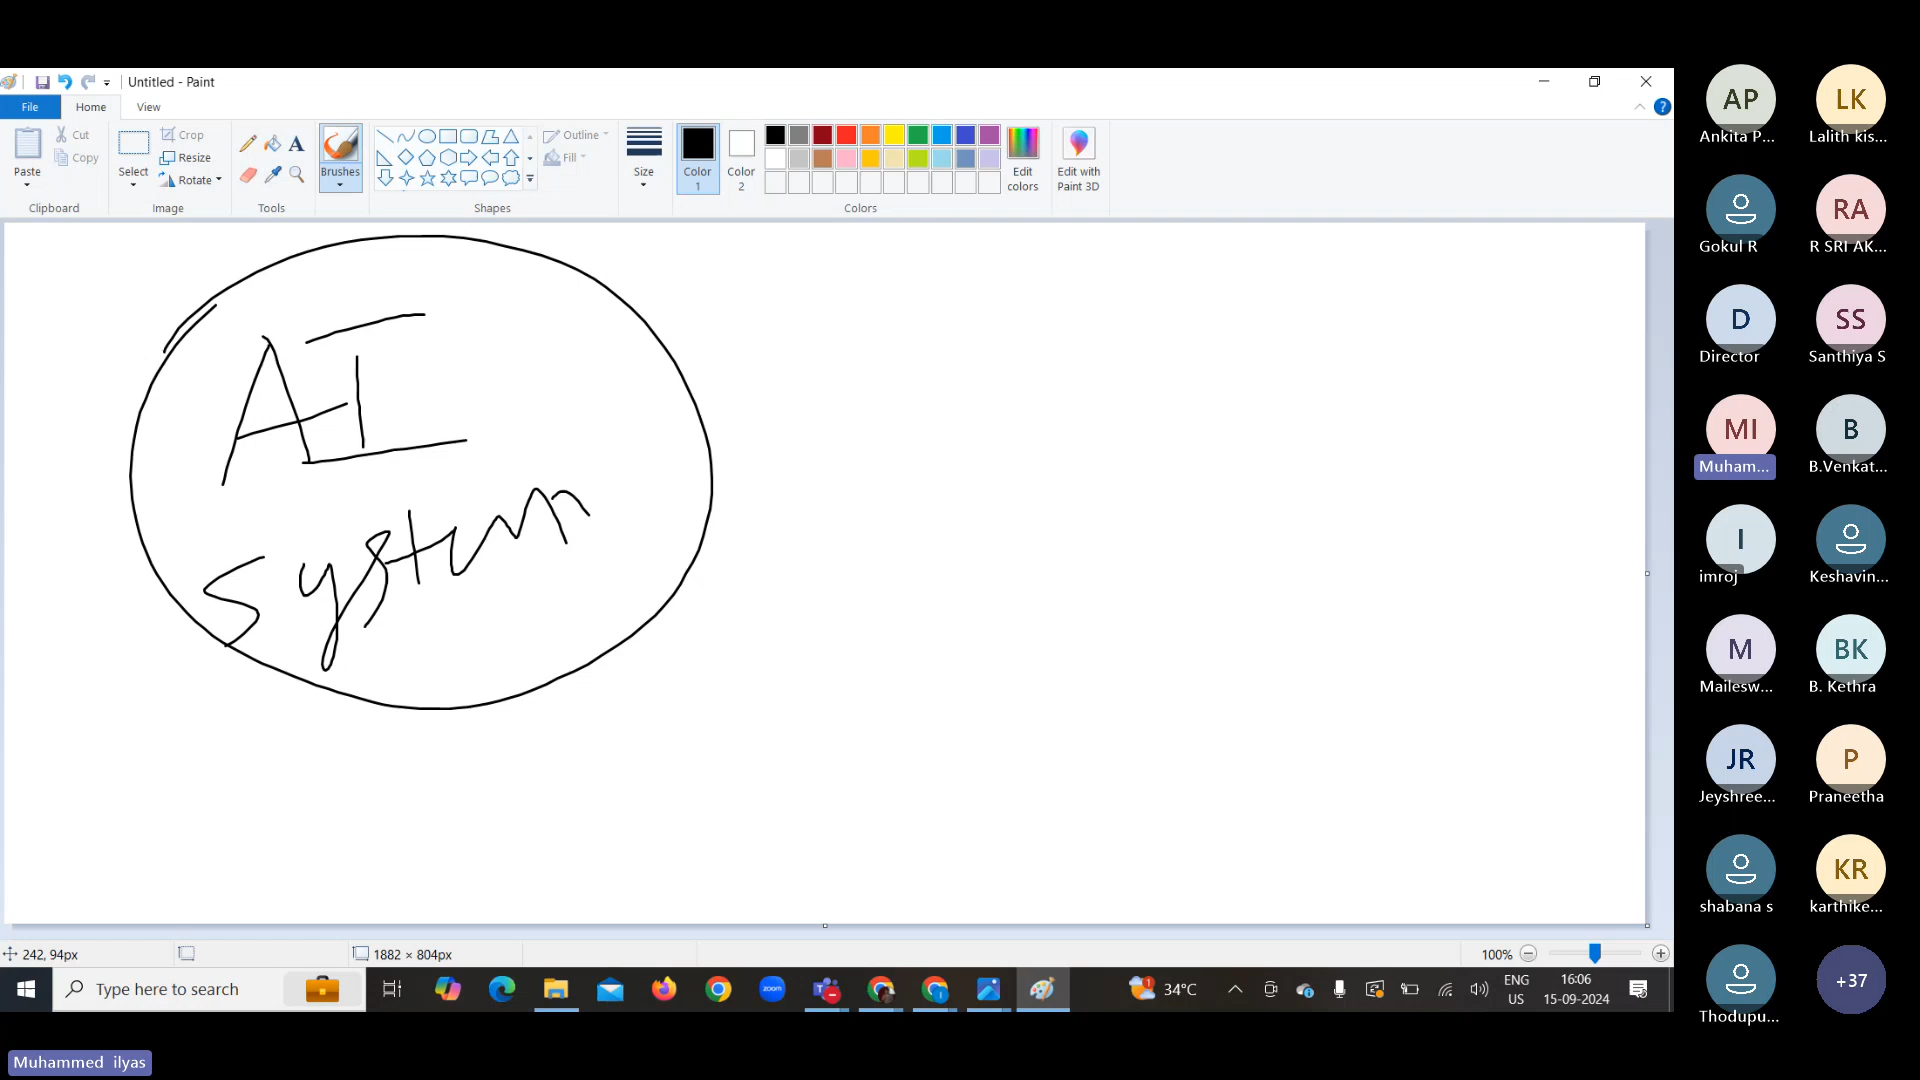 Untitled - Paint
File Home View
Paste
Cut
Copy
Clipboard
Select
Crop
Resize
Rotate
Image
Tools
Brushes
Shapes
Outline
Fill
Size
Color 1
Color 2
Edit colors
Edit with Paint 3D
Colors
AI
system
242, 94px
1882 × 804px
100%
Type here to search
zoom
1
34°C
ENG
US
16:06
15-09-2024
3
AP
Ankita P...
LK
Lalith kis...
Gokul R
RA
R SRI AK...
D
Director
SS
Santhiya S
MI
Muham...
B
B.Venkat...
I
imroj
Keshavin...
M
Mailesw...
BK
B. Kethra
JR
Jeyshree...
P
Praneetha
shabana s
KR
karthike...
Thodupu...
+37
Muhammed ilyas